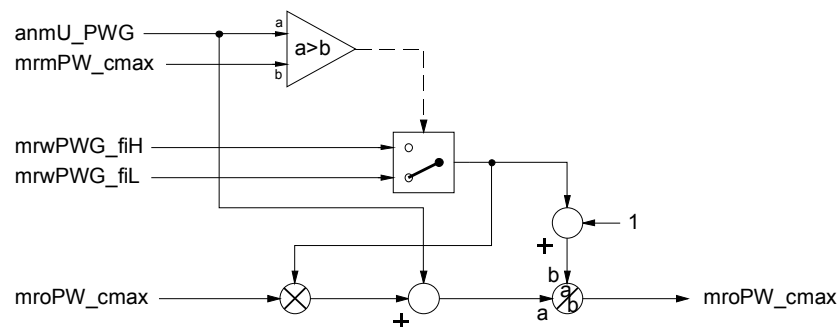 anmU_PWG
a
a>b
mrmPW_cmax
b
mrwPWG_fiH
mrwPWG_fiL
1
+
b
mroPW_cmax
a
b
mroPW_cmax
a
+